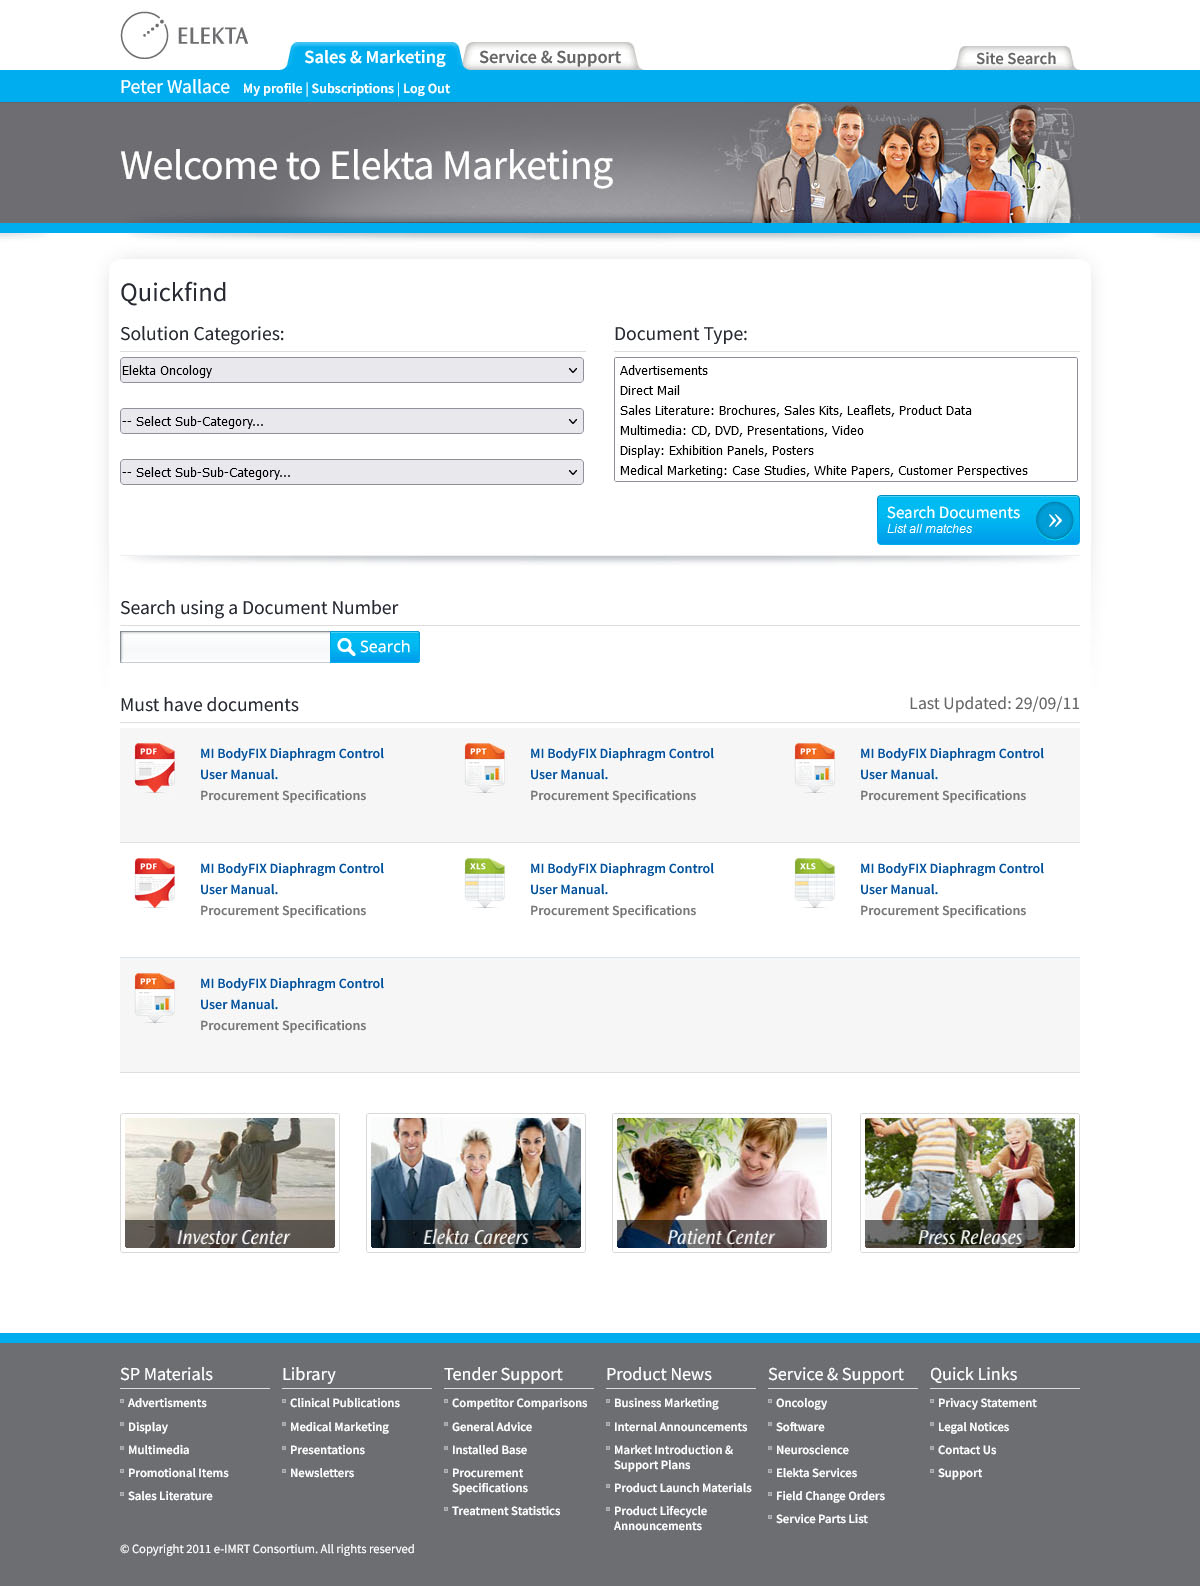 ELEKTA
Sales & Marketing
Service & Support
Site Search
Peter Wallace My profile | Subscriptions | Log Out
Welcome to Elekta Marketing
Quickfind
Solution Categories:
Elekta Oncology
-- Select Sub-Category...
-- Select Sub-Sub-Category...
Document Type:
Advertisements
Direct Mail
Sales Literature: Brochures, Sales Kits, Leaflets, Product Data
Multimedia: CD, DVD, Presentations, Video
Display: Exhibition Panels, Posters
Medical Marketing: Case Studies, White Papers, Customer Perspectives
Search Documents
List all matches
Search using a Document Number
Search
Must have documents
Last Updated: 29/09/11
PDF
MI BodyFIX Diaphragm Control
User Manual.
Procurement Specifications
PPT
MI BodyFIX Diaphragm Control
User Manual.
Procurement Specifications
PPT
MI BodyFIX Diaphragm Control
User Manual.
Procurement Specifications
PDF
MI BodyFIX Diaphragm Control
User Manual.
Procurement Specifications
XLS
MI BodyFIX Diaphragm Control
User Manual.
Procurement Specifications
XLS
MI BodyFIX Diaphragm Control
User Manual.
Procurement Specifications
PPT
MI BodyFIX Diaphragm Control
User Manual.
Procurement Specifications
Investor Center
Elekta Careers
Patient Center
Press Releases
SP Materials
Advertisments
Display
Multimedia
Promotional Items
Sales Literature
Library
Clinical Publications
Medical Marketing
Presentations
Newsletters
Tender Support
Competitor Comparisons
General Advice
Installed Base
Procurement
Specifications
Treatment Statistics
Product News
Business Marketing
Internal Announcements
Market Introduction &
Support Plans
Product Launch Materials
Product Lifecycle
Announcements
Service & Support
Oncology
Software
Neuroscience
Elekta Services
Field Change Orders
Service Parts List
Quick Links
Privacy Statement
Legal Notices
Contact Us
Support
© Copyright 2011 e-IMRT Consortium. All rights reserved